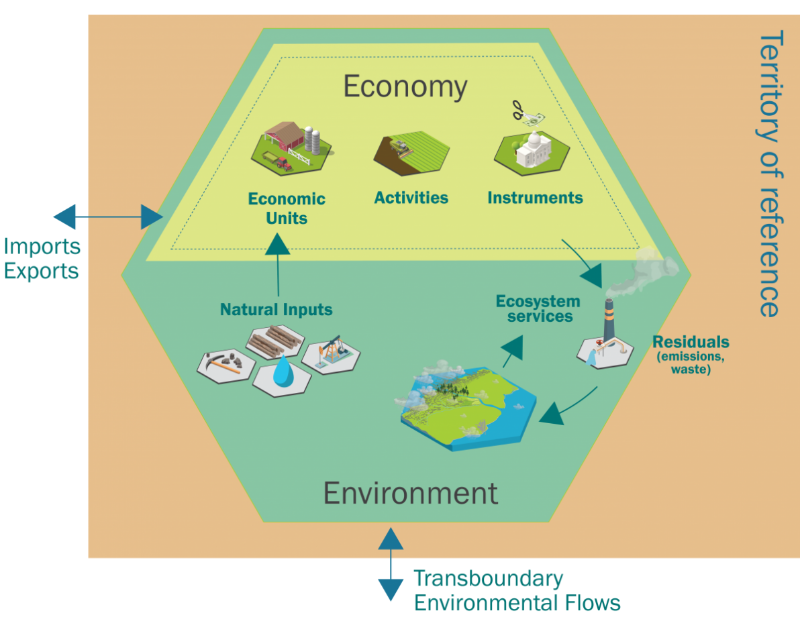 Territory of reference
Economy
Economic
Units
Activities
Instruments
Imports
Exports
Natural Inputs
Ecosystem
services
Residuals
(emissions,
waste)
Environment
Transboundary
Environmental Flows